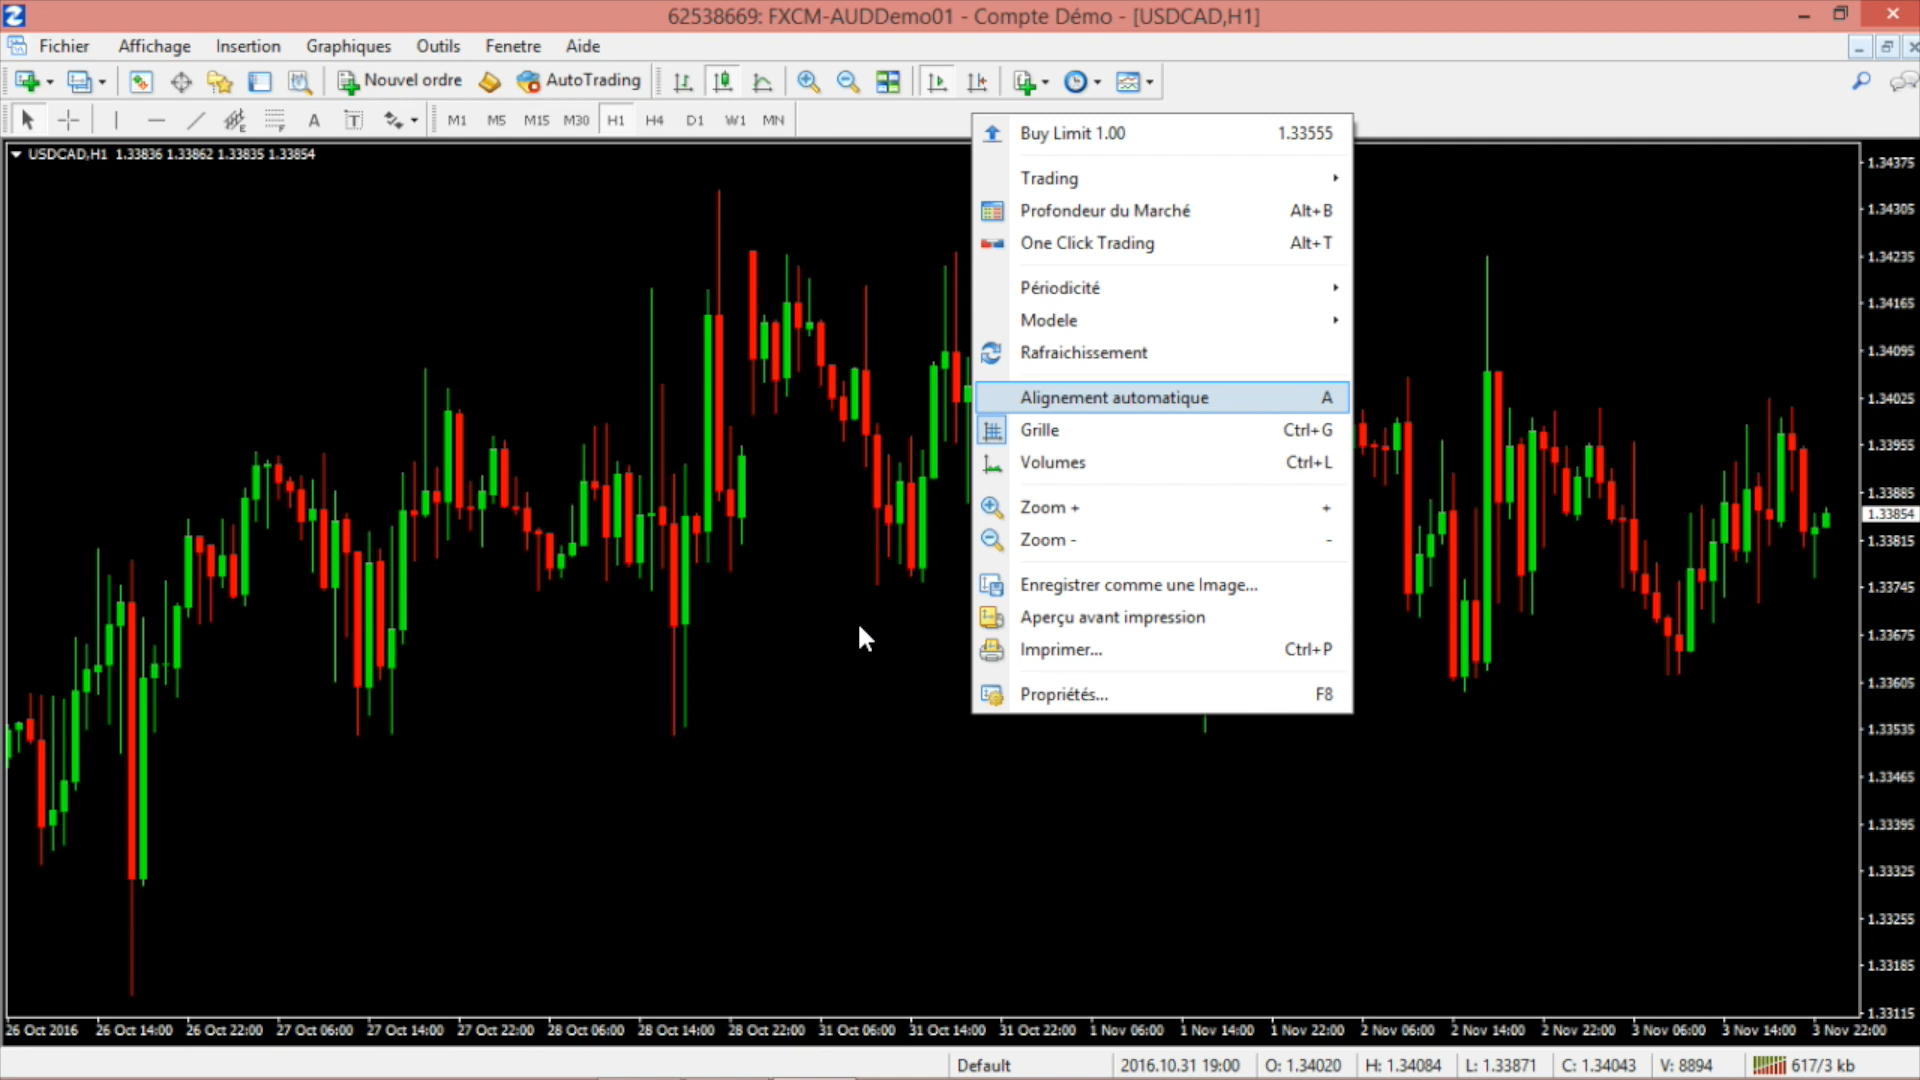 62538669: FXCM-AUDDemo01 - Compte Démo - [USDCAD,H1]
Fichier Affichage Insertion Graphiques Outils Fenetre Aide
Nouvel ordre AutoTrading
A T M1 M5 M15 M30 H1 H4 D1 W1 MN
USDCAD,H1 1.33836 1.33862 1.33835 1.33854
Buy Limit 1.00 1.33555
Trading
Profondeur du Marché Alt+B
One Click Trading Alt+T
Périodicité
Modele
Rafraichissement
Alignement automatique A
Grille Ctrl+G
Volumes Ctrl+L
Zoom + +
Zoom - -
Enregistrer comme une Image...
Aperçu avant impression
Imprimer... Ctrl+P
Propriétés... F8
1.34375
1.34305
1.34235
1.34165
1.34095
1.34025
1.33955
1.33885
1.33854
1.33815
1.33745
1.33675
1.33605
1.33535
1.33465
1.33395
1.33325
1.33255
1.33185
1.33115
26 Oct 2016 26 Oct 14:00 26 Oct 22:00 27 Oct 06:00 27 Oct 14:00 27 Oct 22:00 28 Oct 06:00 28 Oct 14:00 28 Oct 22:00 31 Oct 06:00 31 Oct 14:00 31 Oct 22:00 1 Nov 06:00 1 Nov 14:00 1 Nov 22:00 2 Nov 06:00 2 Nov 14:00 2 Nov 22:00 3 Nov 06:00 3 Nov 14:00 3 Nov 22:00
Default 2016.10.31 19:00 O: 1.34020 H: 1.34084 L: 1.33871 C: 1.34043 V: 8894 617/3 kb